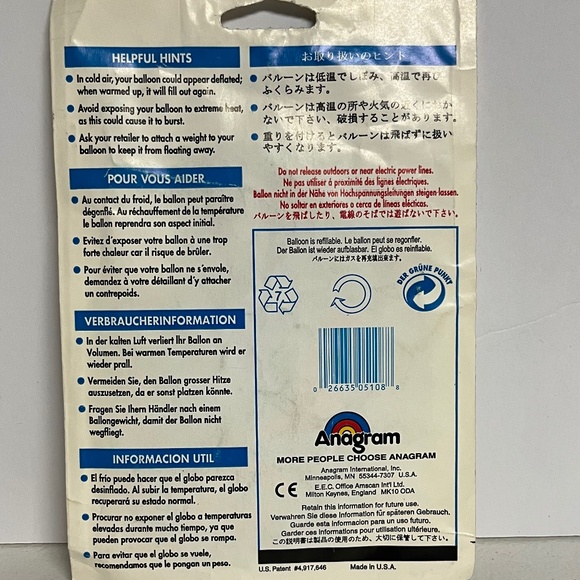 HELPFUL HINTS
● In cold air, your balloon could appear deflated;
when warmed up, it will fill out again.
● Avoid exposing your balloon to extreme heat,
as this could cause it to burst.
● Ask your retailer to attach a weight to your
balloon to keep it from floating away.
POUR VOUS AIDER
● Au contact du froid, le ballon peut paraître
dégonflé. Au réchauffement de la température
le ballon reprendra son aspect initial.
● Evitez d'exposer votre ballon à une trop
forte chaleur car il risque de brûler.
● Pour éviter que votre ballon ne s'envole,
demandez à votre détaillant d'y attacher
un contrepoids.
VERBRAUCHERINFORMATION
● In der kalten Luft verliert Ihr Ballon an
Volumen. Bei warmen Temperaturen wird er
wieder prall.
● Vermeiden Sie, den Ballon grosser Hitze
auszusetzen, da er sonst platzen könnte.
● Fragen Sie Ihern Händler nach einem
Ballongewicht, damit der Ballon nicht
wegfliegt.
INFORMACION UTIL
● El frío puede hacer que el globo parezca
desinflado. Al subir la temperatura, el globo
recuperará su estado normal.
● Procurar no exponer el globo a temperaturas
elevadas durante mucho tiempo, ya que
pueden provocar que el globo se rompa.
● Para evitar que el globo se vuele,
recomendamos que le pongan un peso.
お取り扱いのヒント
● バルーンは低温でしぼみ、高温で再び
ふくらみます。
● バルーンは高温の所や火気の近くに
ないで下さい、破損することがあります。
● 重りを付けるとバルーンは飛ばずに扱い
やすくなります。
Do not release outdoors or near electric power lines.
Ne pas utiliser à proximité des lignes électriques.
Ballon nicht in der Nähe von Hochspannungsleitungen steigen-lassen.
No soltar en exteriores o cerca de líneas elécticas.
バルーンを飛ばしたり、電線のそばでは遊ばないで下さい。
Balloon is refillable. Le ballon peut se regonfler.
Der Ballon ist wieder aufblasbar. El globo es reinflable.
バルーンにはガスを再充填出来ます。
7
DER GRÜNE PUNKT
0 26635 05108 8
Anagram
MORE PEOPLE CHOOSE ANAGRAM
Anagram International, Inc.
Minneapolis, MN 55344-7307 U.S.A.
CE
E.E.C. Office Amscan Int'l Ltd.
Milton Keynes, England MK10 ODA
Retain this information for future use.
Verwahren Sie diese Information für späteren Gebrauch.
Guarde esta informacion para un uso futuro.
Garder ces informations pour utilisation ultérieure.
この説明書は製品の使用のため、大切に保管して下さい。
U.S. Patent #4,917,646
Made in U.S.A.